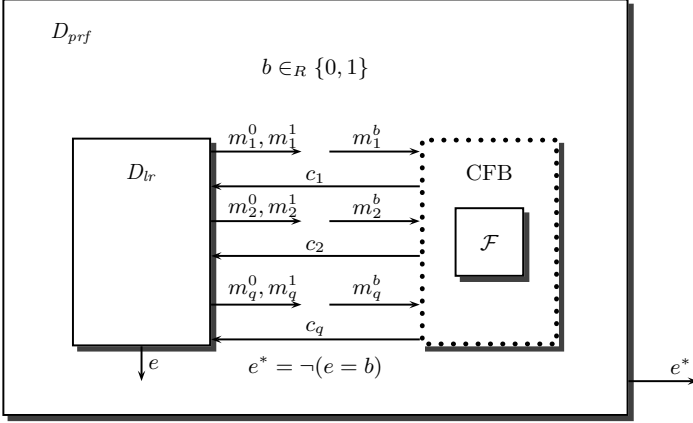 D_{prf}
b ∈_R {0, 1}
m_1^0, m_1^1 m_1^b
D_{lr} c_1 CFB
m_2^0, m_2^1 m_2^b
c_2 ℱ
m_q^0, m_q^1 m_q^b
c_q
e e* = ¬(e = b) e*